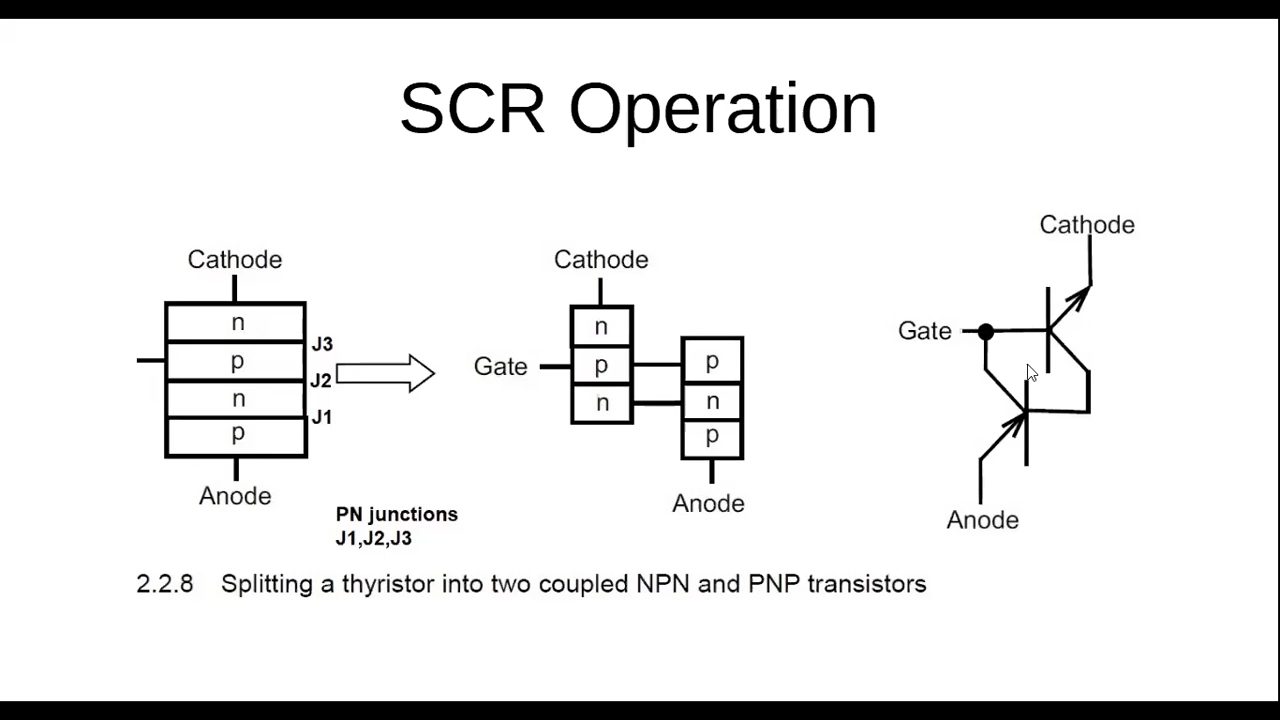 SCR Operation
Cathode
n
p
n
p
J3
J2
J1
Anode
PN junctions
J1,J2,J3
Cathode
Gate
n
p
n
p
n
p
Anode
Cathode
Gate
Anode
2.2.8 Splitting a thyristor into two coupled NPN and PNP transistors